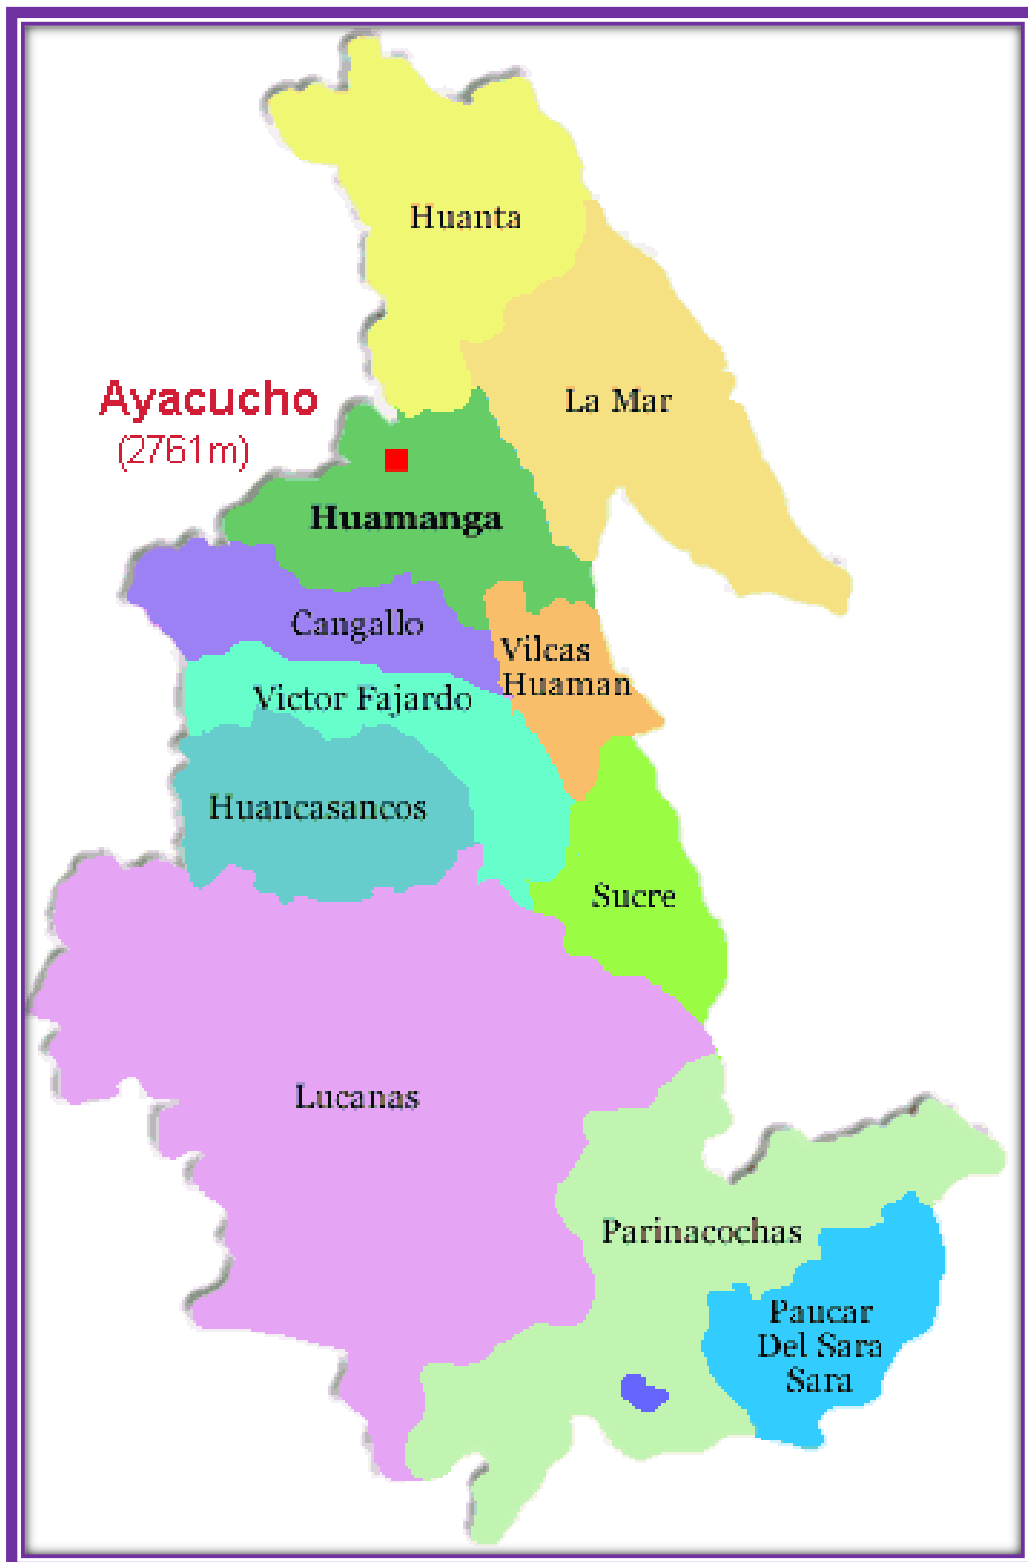 Huanta
Ayacucho
(2761m)
La Mar
Huamanga
Cangallo
Vilcas
Huaman
Victor Fajardo
Huancasancos
Sucre
Lucanas
Parinacochas
Paucar
Del Sara
Sara